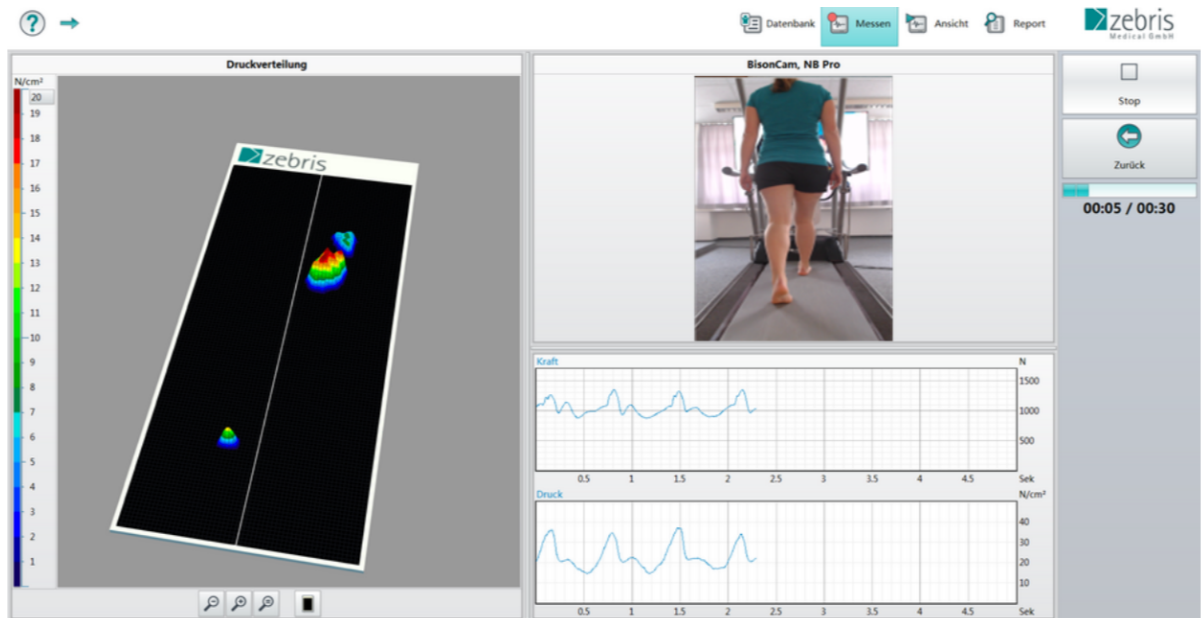 ?
Datenbank
Messen
Ansicht
Report
zebris
Medical GmbH
Druckverteilung
N/cm²
20
19
18
17
16
15
14
13
12
11
10
9
8
7
6
5
4
3
2
1
zebris
BisonCam, NB Pro
Kraft
N
1500
1000
500
0.5 1 1.5 2 2.5 3 3.5 4 4.5 Sek
Druck
N/cm²
40
30
20
10
0.5 1 1.5 2 2.5 3 3.5 4 4.5 Sek
Stop
Zurück
00:05 / 00:30